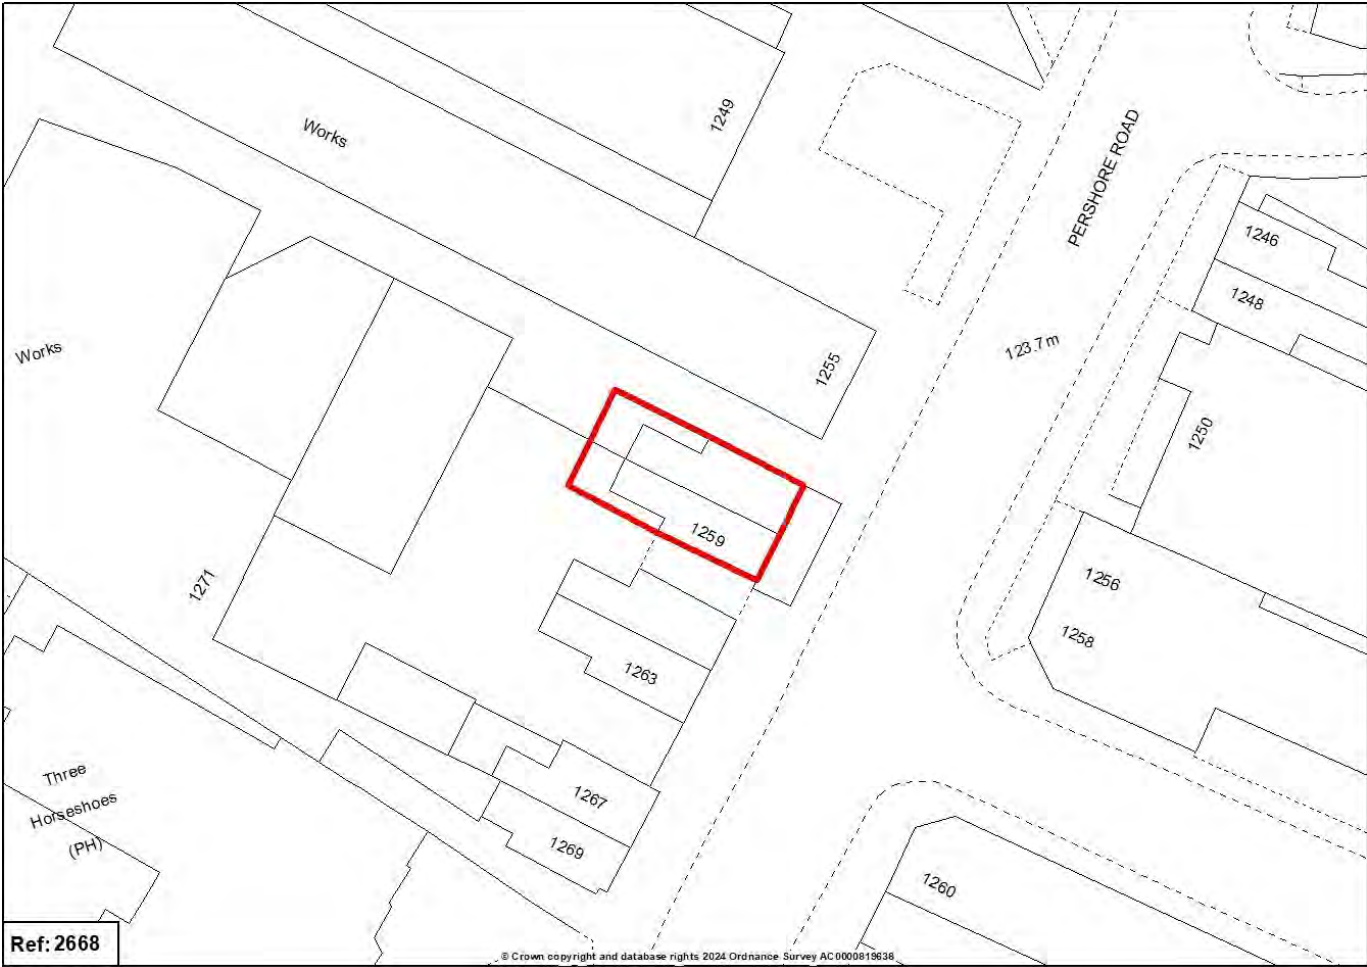 1249
Works
PERSHORE ROAD
1246
1248
123.7m
Works
1255
1250
1259
1256
1271
1258
1263
Three
Horseshoes
(PH)
1267
1269
1260
Ref: 2668
© Crown copyright and database rights 2024 Ordnance Survey AC0000819636